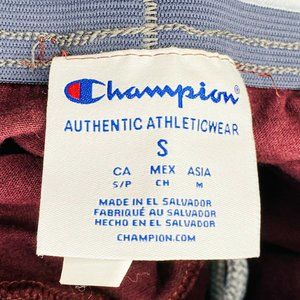 Champion
AUTHENTIC ATHLETICWEAR
S
CA MEX ASIA
S/P CH M
MADE IN EL SALVADOR
FABRIQUÉ AU SALVADOR
HECHO EN EL SALVADOR
CHAMPION.COM